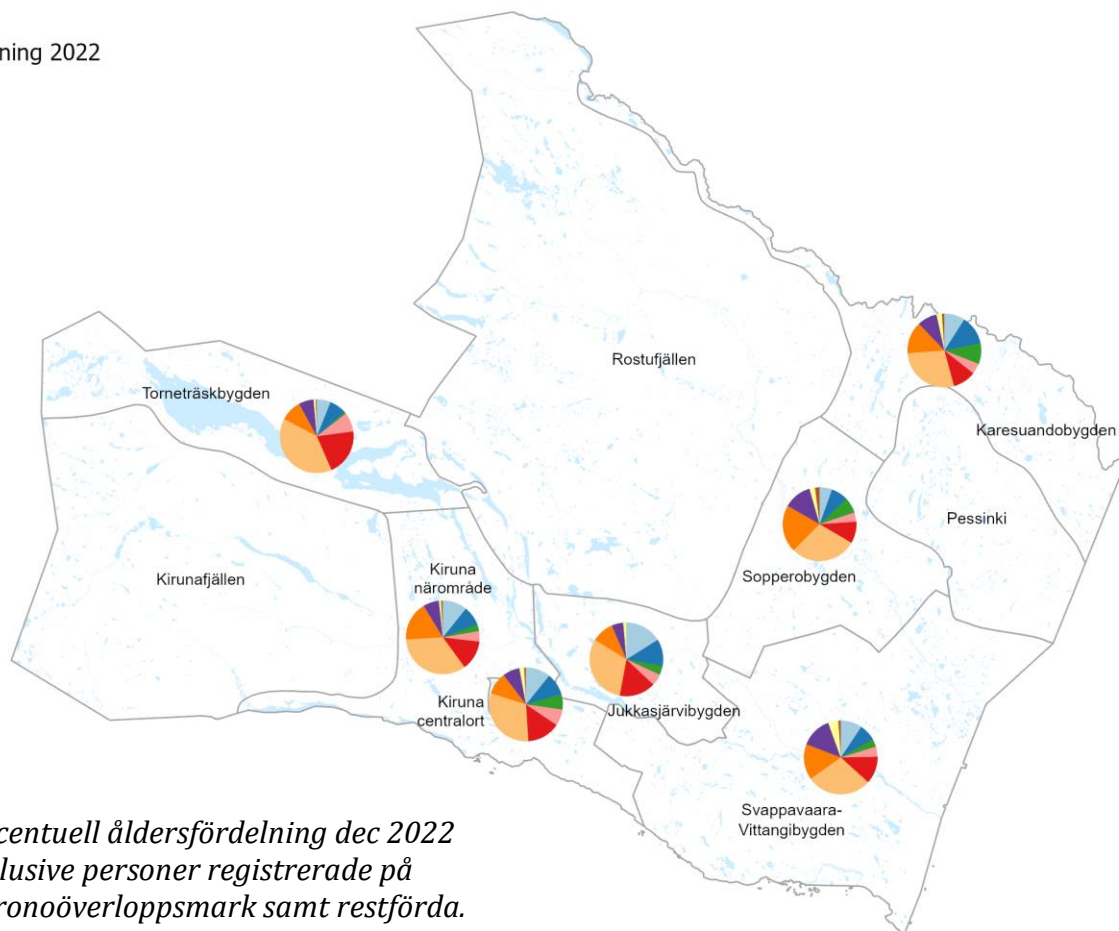 ning 2022
Rostufjällen
Torneträskbygden
Karesuandobygden
Pessinki
Kirunafjällen
Kiruna
närområde
Sopperobygden
Kiruna
centralort
Jukkasjärvibygden
Svappavaara-
Vittangibygden
centuell åldersfördelning dec 2022
lusive personer registrerade på
ronoöverloppsmark samt restförda.